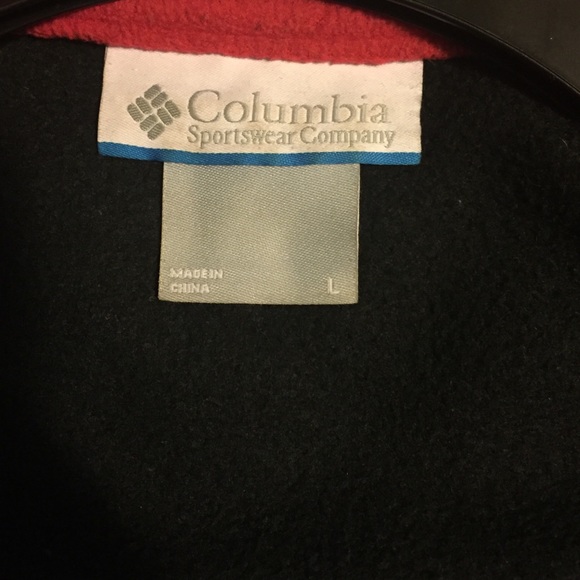 Columbia
Sportswear Company
MADE IN
CHINA
L